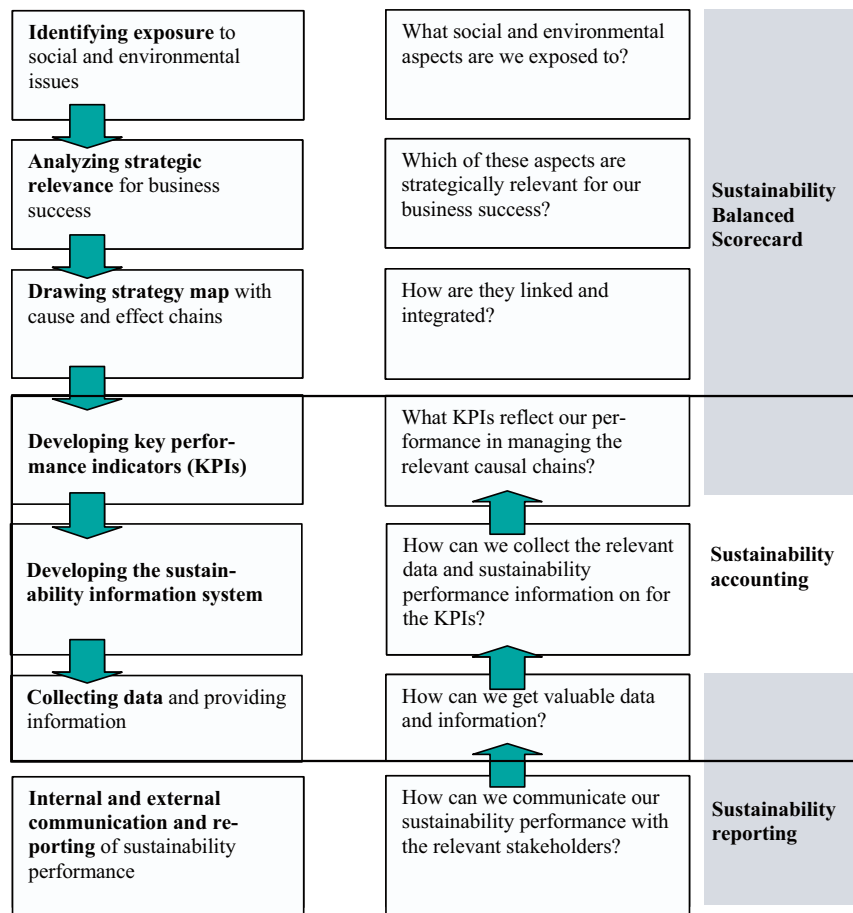 Identifying exposure to
social and environmental
issues
What social and environmental
aspects are we exposed to?
Analyzing strategic
relevance for business
success
Which of these aspects are
strategically relevant for our
business success?
Sustainability
Balanced
Scorecard
Drawing strategy map with
cause and effect chains
How are they linked and
integrated?
Developing key perfor-
mance indicators (KPIs)
What KPIs reflect our per-
formance in managing the
relevant causal chains?
Developing the sustain-
ability information system
How can we collect the relevant
data and sustainability
performance information on for
the KPIs?
Sustainability
accounting
Collecting data and providing
information
How can we get valuable data
and information?
Internal and external
communication and re-
porting of sustainability
performance
How can we communicate our
sustainability performance with
the relevant stakeholders?
Sustainability
reporting